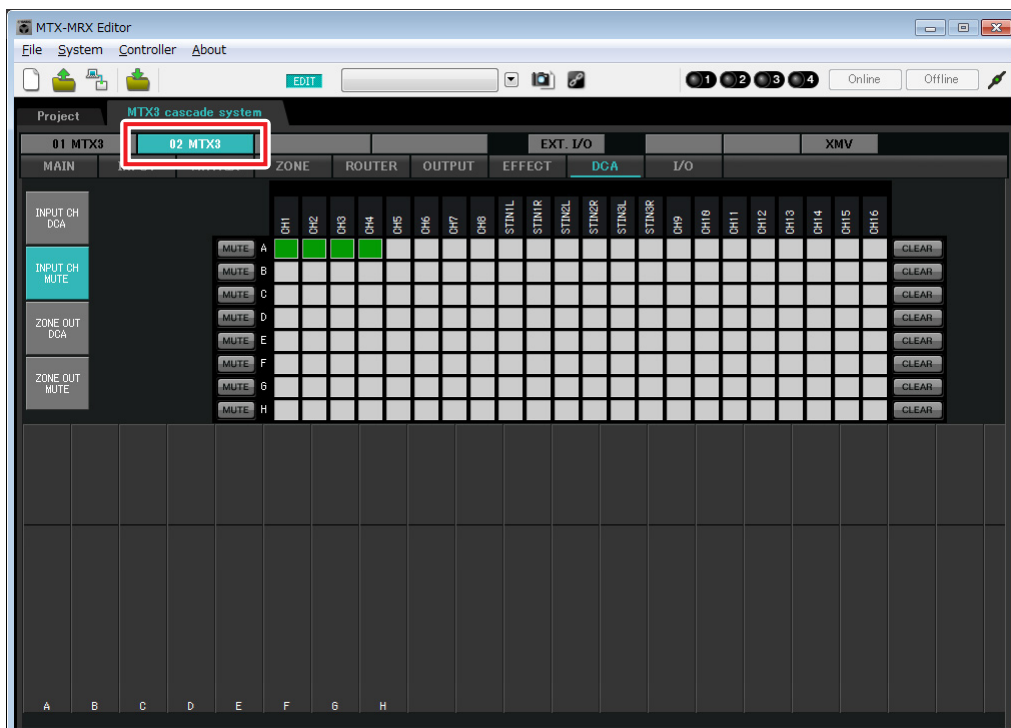 MTX-MRX Editor
File System Controller About
EDIT 1 2 3 4 Online Offline
Project MTX3 cascade system
01 MTX3 02 MTX3 EXT. I/O XMV
MAIN ZONE ROUTER OUTPUT EFFECT DCA I/O
INPUT CH
DCA
INPUT CH
MUTE
ZONE OUT
DCA
ZONE OUT
MUTE
CH1 CH2 CH3 CH4 CH5 CH6 CH7 CH8 STIN1L STIN1R STIN2L STIN2R STIN3L STIN3R CH9 CH10 CH11 CH12 CH13 CH14 CH15 CH16
MUTE A CLEAR
MUTE B CLEAR
MUTE C CLEAR
MUTE D CLEAR
MUTE E CLEAR
MUTE F CLEAR
MUTE G CLEAR
MUTE H CLEAR
A B C D E F G H